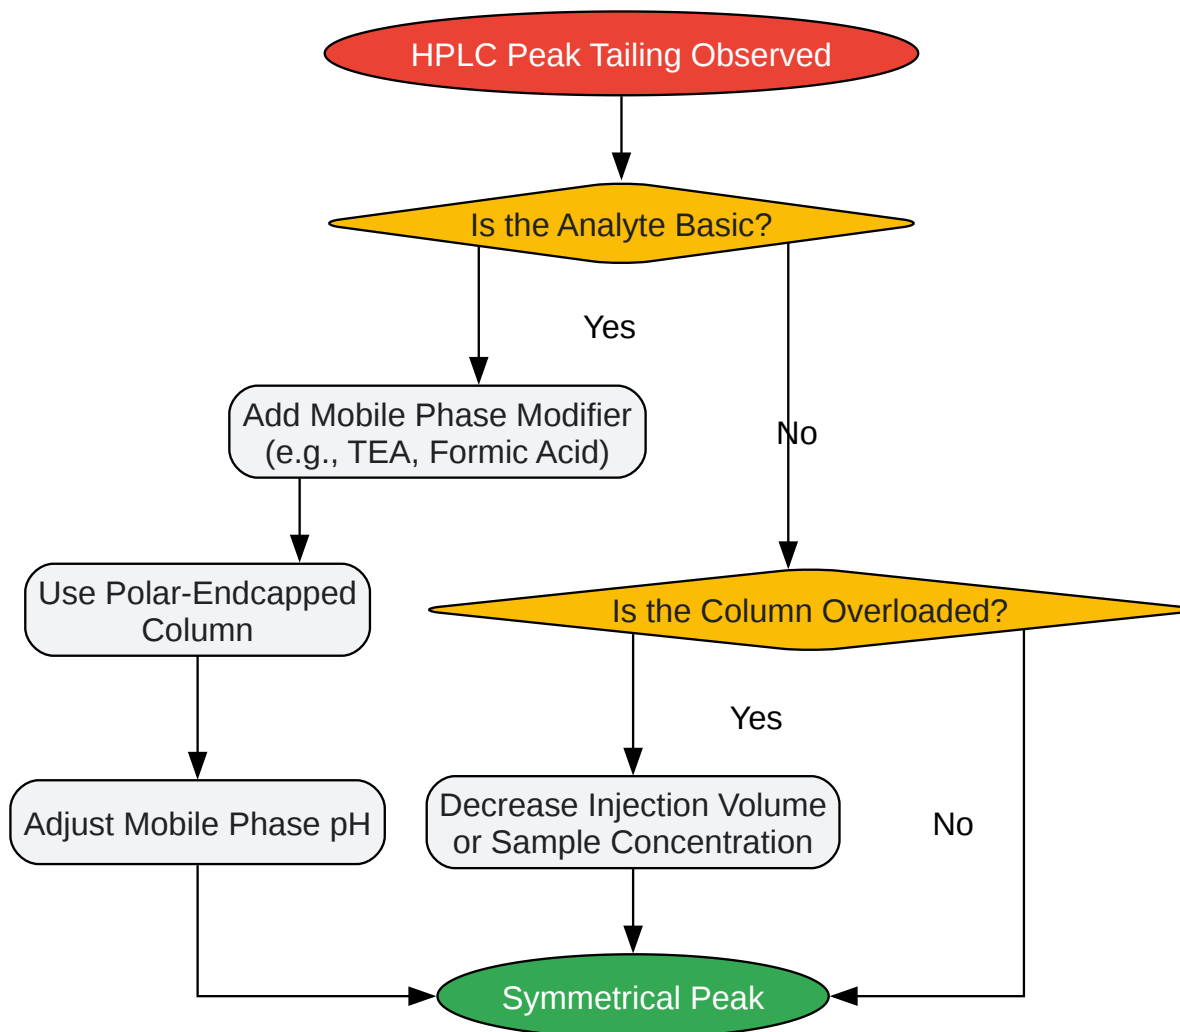 HPLC Peak Tailing Observed
Is the Analyte Basic?
Yes
Add Mobile Phase Modifier
(e.g., TEA, Formic Acid)
No
Use Polar-Endcapped
Column
Is the Column Overloaded?
Yes
Adjust Mobile Phase pH
Decrease Injection Volume
or Sample Concentration
No
Symmetrical Peak